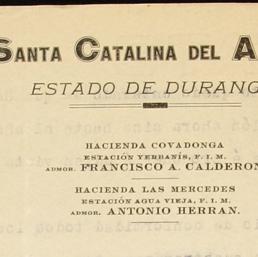 SANTA CATALINA DEL A
ESTADO DE DURANG
HACIENDA COVADONGA
ESTACIÓN YERBANÍS, F. I. M.
ADMOR. FRANCISCO A. CALDERON
HACIENDA LAS MERCEDES
ESTACIÓN AGUA VIEJA, F. I. M.
ADMOR. ANTONIO HERRAN.